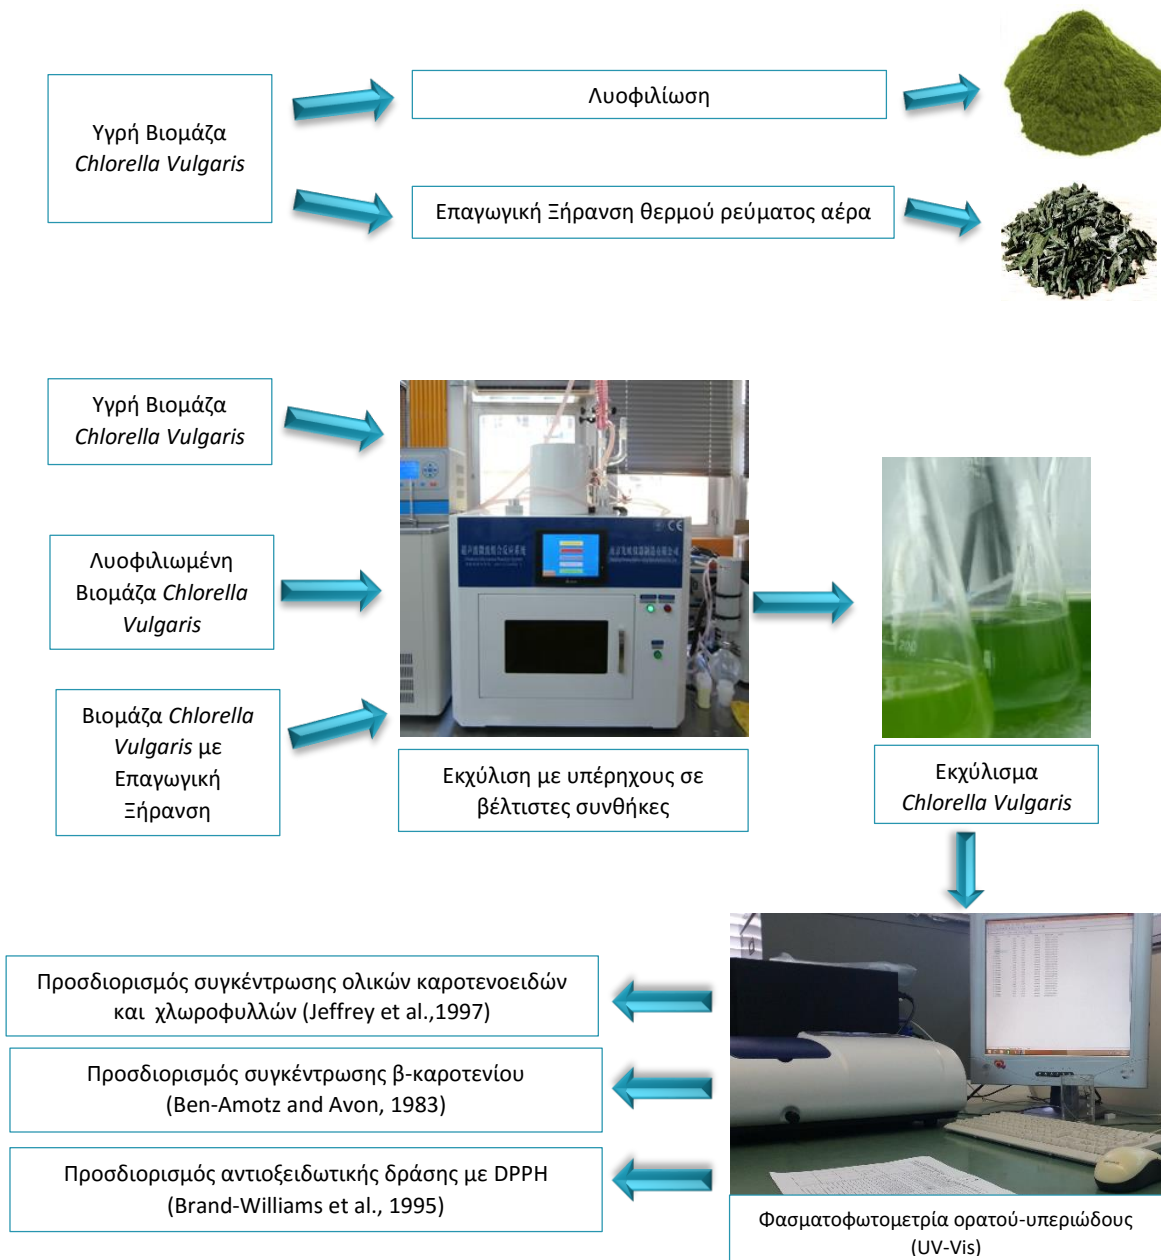 Υγρή Βιομάζα
Chlorella Vulgaris
Λυοφιλίωση
Επαγωγική Ξήρανση θερμού ρεύματος αέρα
Υγρή Βιομάζα
Chlorella Vulgaris
Λυοφιλιωμένη
Βιομάζα Chlorella
Vulgaris
Βιομάζα Chlorella
Vulgaris με
Επαγωγική
Ξήρανση
CE
Εκχύλιση με υπέρηχους σε
βέλτιστες συνθήκες
Εκχύλισμα
Chlorella Vulgaris
Προσδιορισμός συγκέντρωσης ολικών καροτενοειδών
και χλωροφυλλών (Jeffrey et al.,1997)
Προσδιορισμός συγκέντρωσης β-καροτενίου
(Ben-Amotz and Avon, 1983)
Προσδιορισμός αντιοξειδωτικής δράσης με DPPH
(Brand-Williams et al., 1995)
Φασματοφωτομετρία ορατού-υπεριώδους
(UV-Vis)